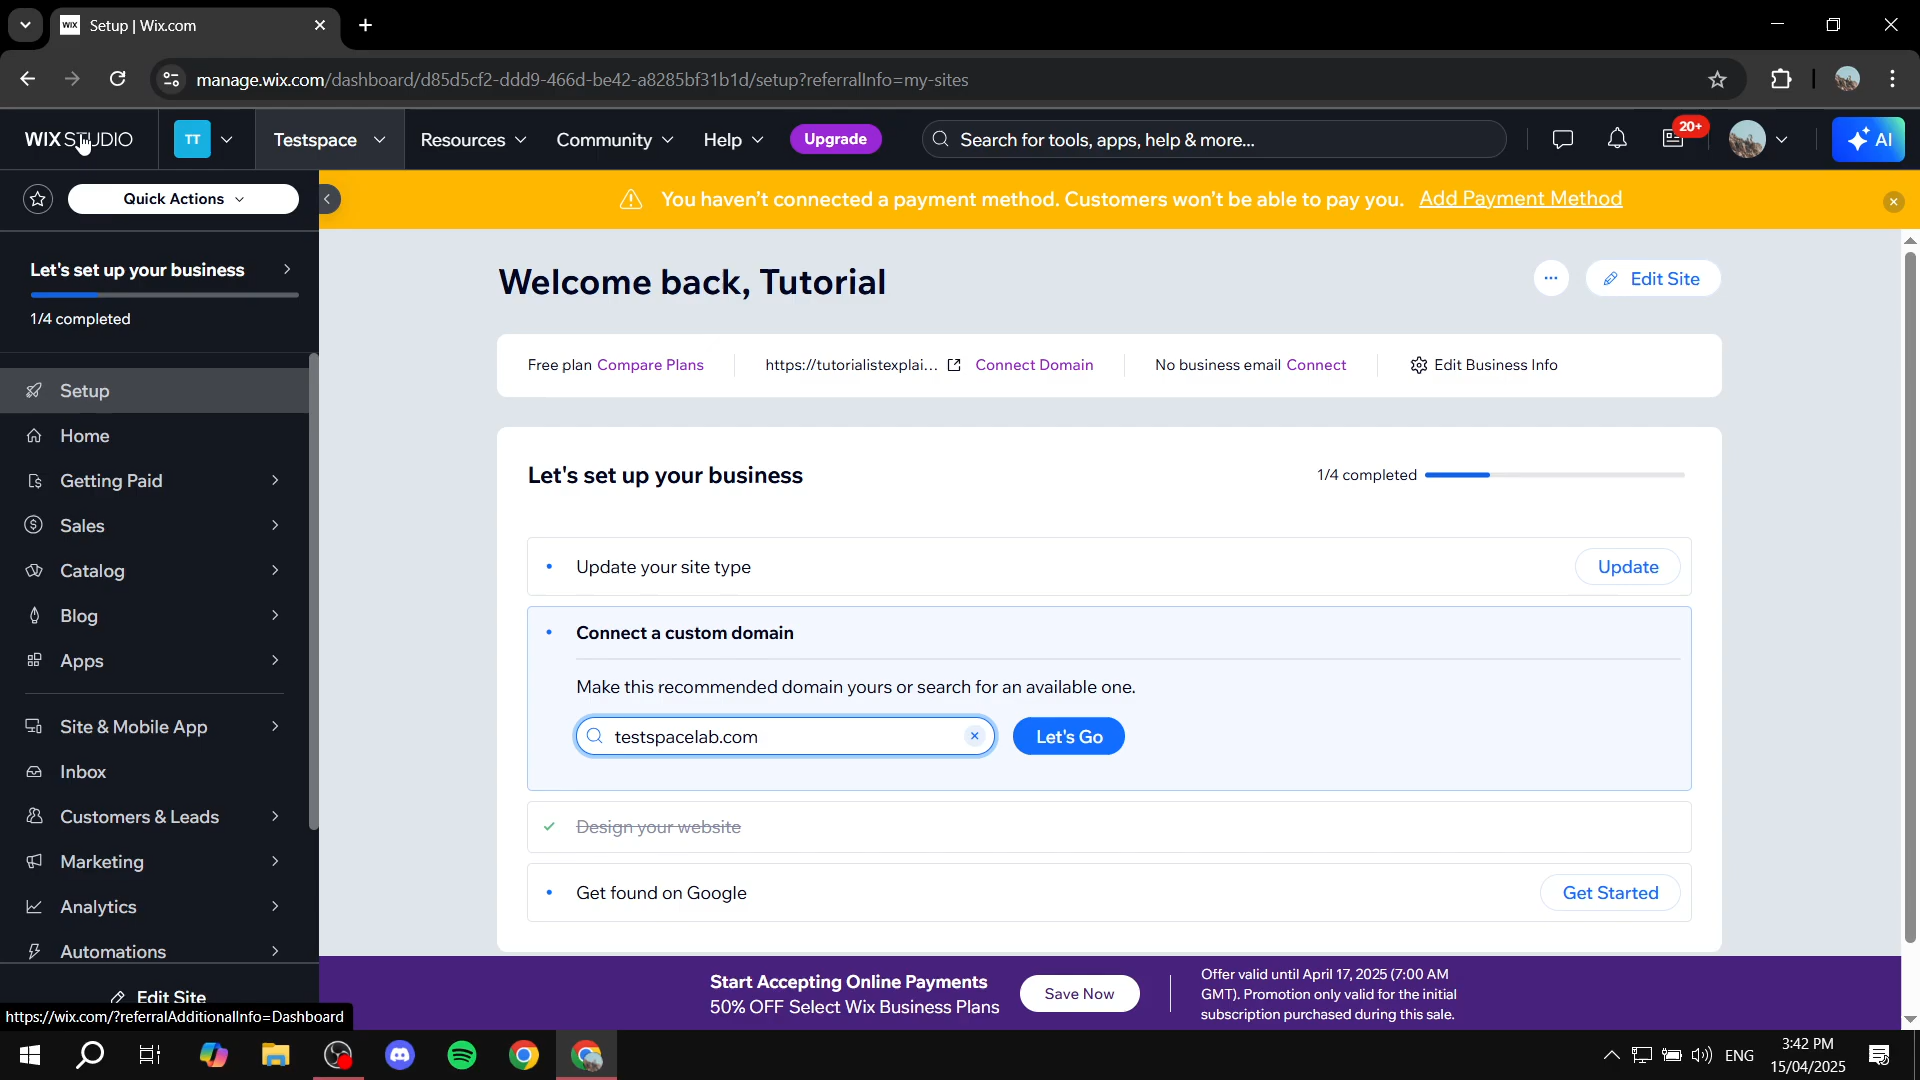 WIX Setup | Wix.com
manage.wix.com/dashboard/d85d5cf2-ddd9-466d-be42-a8285bf31b1d/setup?referralInfo=my-sites
WIX STUDIO
TT
Testspace
Resources
Community
Help
Upgrade
Search for tools, apps, help & more...
20+
AI
Quick Actions
You haven't connected a payment method. Customers won't be able to pay you. Add Payment Method
Let's set up your business
1/4 completed
Setup
Home
Getting Paid
Sales
Catalog
Blog
Apps
Site & Mobile App
Inbox
Customers & Leads
Marketing
Analytics
Automations
Edit Site
https://wix.com/?referralAdditionalInfo=Dashboard
Welcome back, Tutorial
Edit Site
Free plan Compare Plans
https://tutorialistexplai... Connect Domain
No business email Connect
Edit Business Info
Let's set up your business
1/4 completed
Update your site type
Update
Connect a custom domain
Make this recommended domain yours or search for an available one.
testspacelab.com
Let's Go
Design your website
Get found on Google
Get Started
Start Accepting Online Payments
50% OFF Select Wix Business Plans
Save Now
Offer valid until April 17, 2025 (7:00 AM
GMT). Promotion only valid for the initial
subscription purchased during this sale.
ENG
3:42 PM
15/04/2025